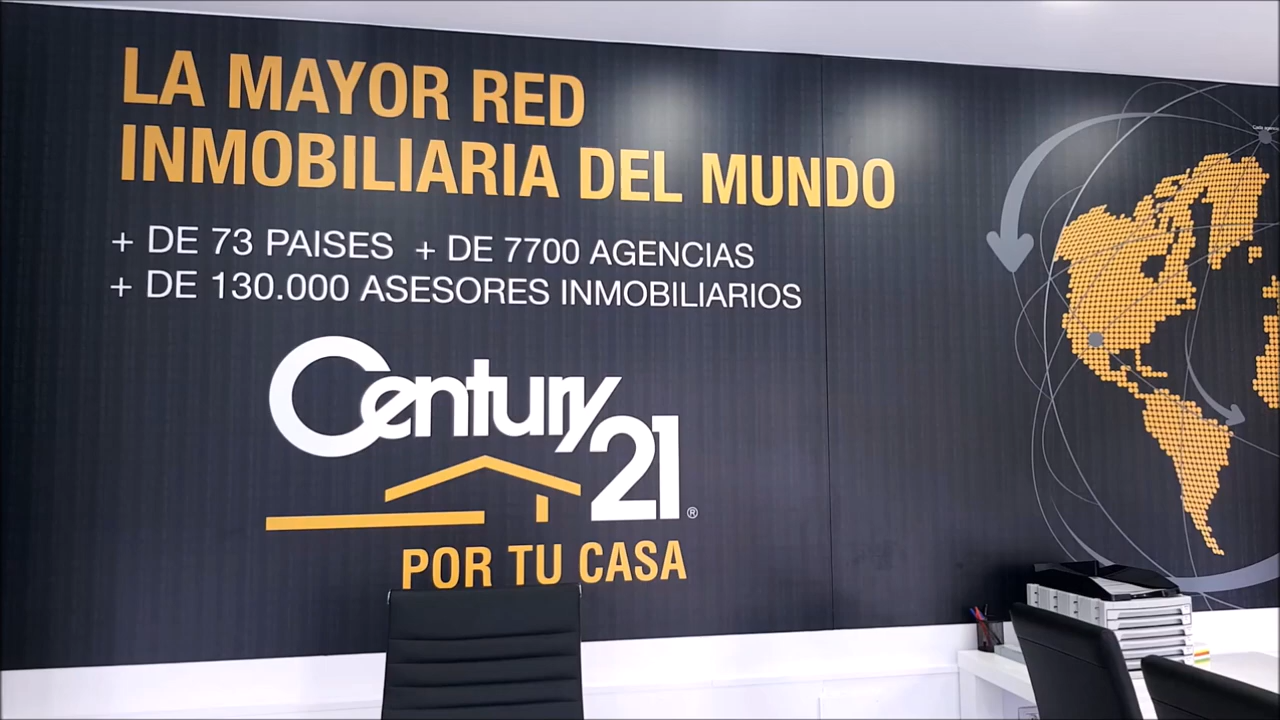 LA MAYOR RED
INMOBILIARIA DEL MUNDO
+ DE 73 PAISES + DE 7700 AGENCIAS
+ DE 130.000 ASESORES INMOBILIARIOS
Century
21®
POR TU CASA